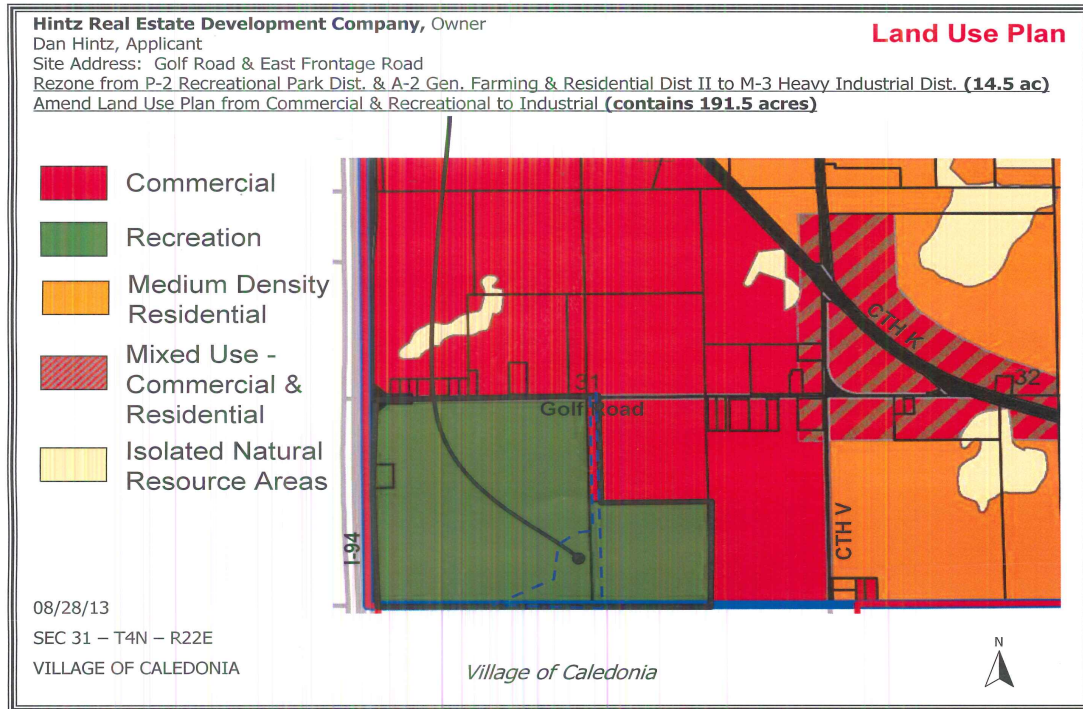 Hintz Real Estate Development Company, Owner
Land Use Plan
Dan Hintz, Applicant
Site Address:  Golf Road & East Frontage Road
Rezone from P-2 Recreational Park Dist. & A-2 Gen. Farming & Residential Dist II to M-3 Heavy Industrial Dist. (14.5 ac)
Amend Land Use Plan from Commercial & Recreational to Industrial (contains 191.5 acres)
Commercial
Recreation
Medium Density
Residential
Mixed Use -
Commercial &
Residential
Isolated Natural
Resource Areas
CTH K
31
32
Golf Road
I-94
CTH V
08/28/13
SEC 31 – T4N – R22E
VILLAGE OF CALEDONIA
Village of Caledonia
N